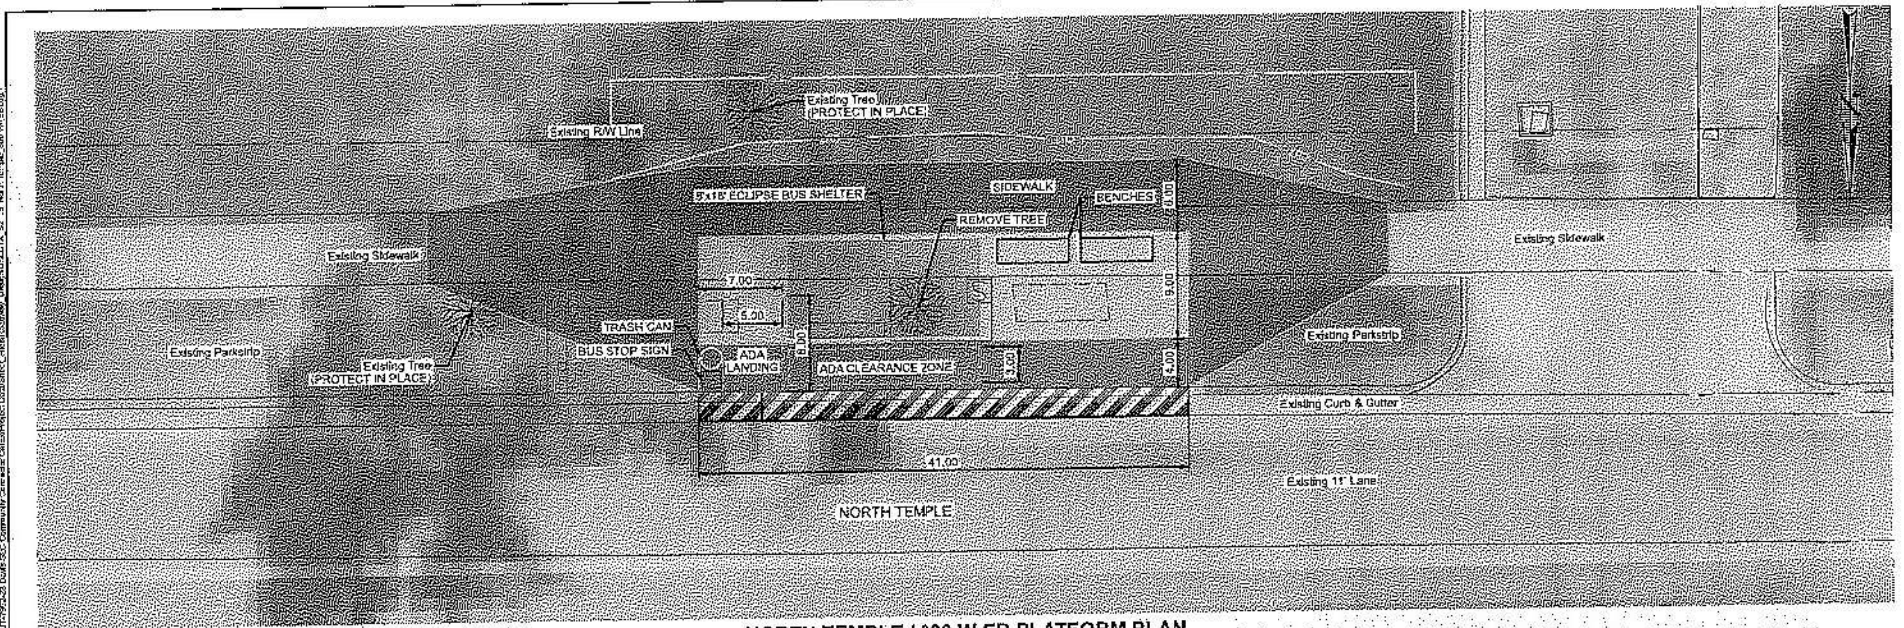 Existing Tree
(PROTECT IN PLACE)
Existing R/W Line
SIDEWALK
BENCHES
8.00
REMOVE TREE
Existing Sidewalk
Existing Sidewalk
7.00
5.00
9.00
TRASH CAN
BUS STOP SIGN
ADA
LANDING
8.00
ADA CLEARANCE ZONE
3.00
4.00
Existing Parkstrip
Existing Parkstrip
Existing Tree
(PROTECT IN PLACE)
Existing Curb & Gutter
41.00
Existing 11' Lane
NORTH TEMPLE
ECLIPSE BUS SHELTER